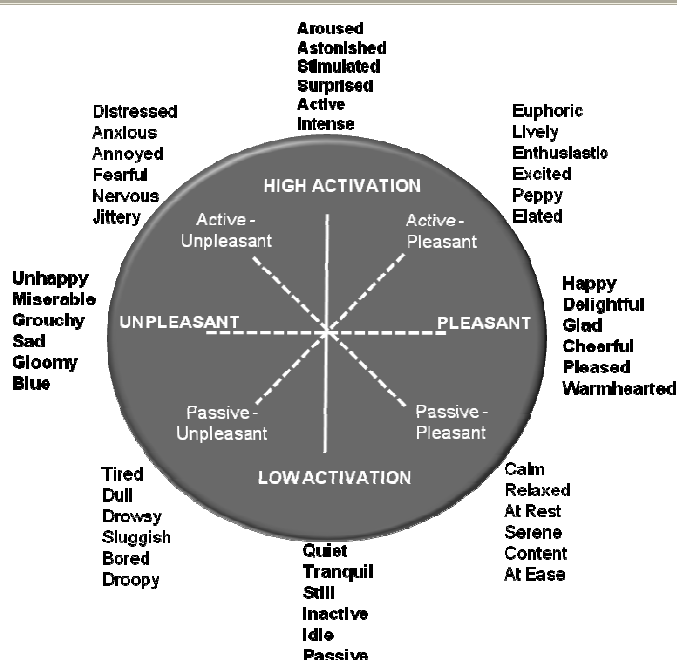 Aroused
Astonished
Stimulated
Surprised
Active
Intense
Distressed
Anxious
Annoyed
Fearful
Nervous
Jittery
Euphoric
Lively
Enthusiastic
Excited
Peppy
Elated
HIGH ACTIVATION
Active -
Unpleasant
Active -
Pleasant
Unhappy
Miserable
Grouchy
Sad
Gloomy
Blue
UNPLEASANT
PLEASANT
Happy
Delightful
Glad
Cheerful
Pleased
Warmhearted
Passive -
Unpleasant
Passive -
Pleasant
LOW ACTIVATION
Tired
Dull
Drowsy
Sluggish
Bored
Droopy
Calm
Relaxed
At Rest
Serene
Content
At Ease
Quiet
Tranquil
Still
Inactive
Idle
Passive